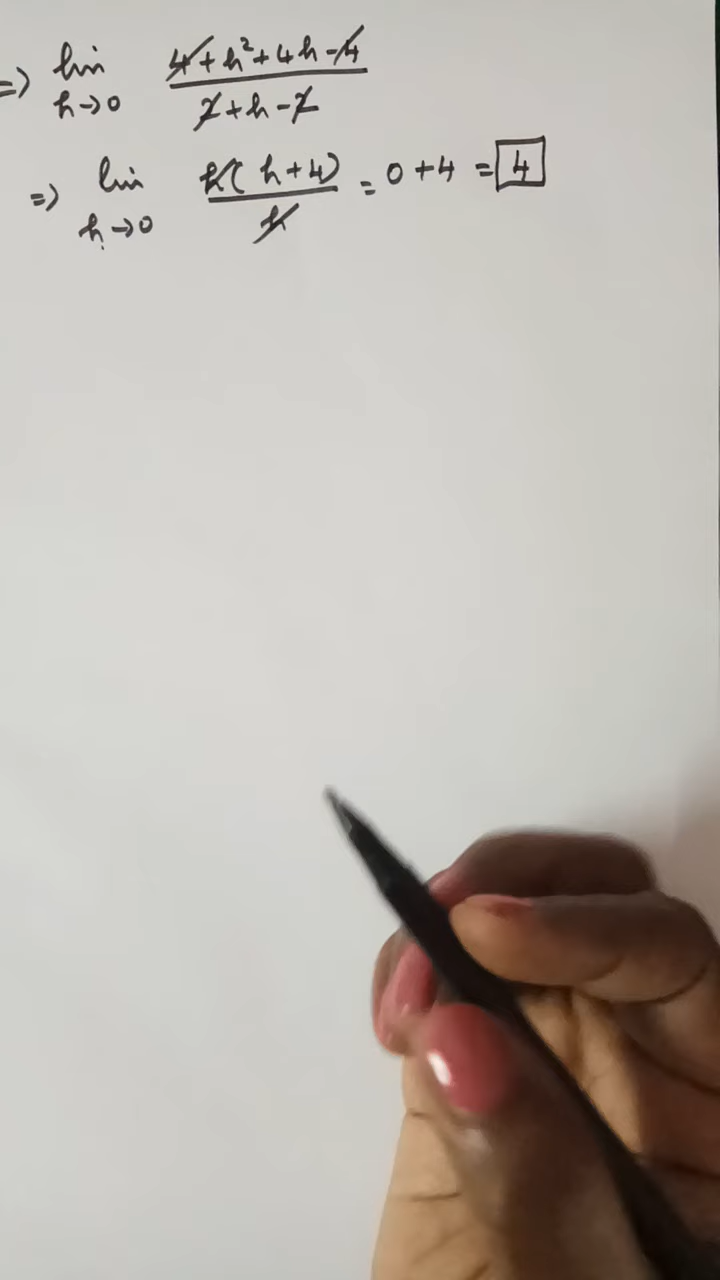 => lim h→0 4+h²+4h-4 / 2+h-2
=> lim h→0 h(h+4) / h = 0+4 = 4